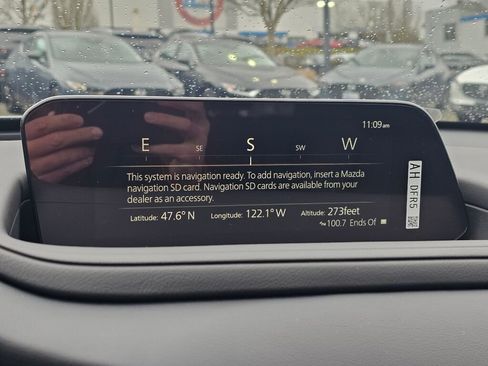 11:09am
E SE S SW W
This system is navigation ready. To add navigation, insert a Mazda
navigation SD card. Navigation SD cards are available from your
dealer as an accessory.
Latitude: 47.6° N Longitude: 122.1° W Altitude: 273feet
100.7 Ends Of
AH DFR5